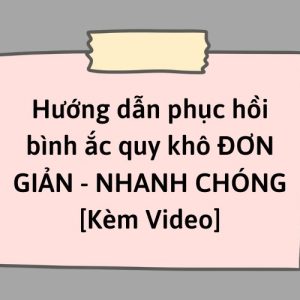 Hướng dẫn phục hồi
bình ắc quy khô ĐƠN
GIẢN - NHANH CHÓNG
[Kèm Video]